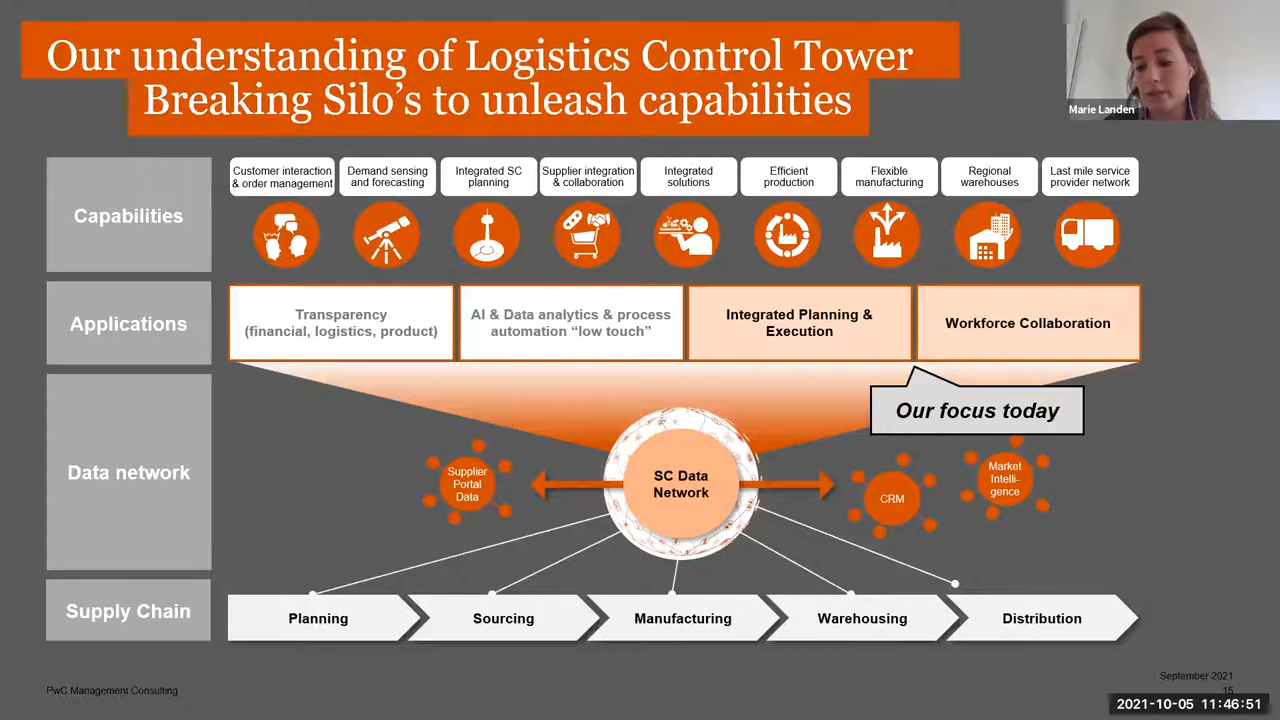 Our understanding of Logistics Control Tower
Breaking Silo's to unleash capabilities
Marie Landen
Capabilities
Customer interaction
& order management
Demand sensing
and forecasting
Integrated SC
planning
Supplier integration
& collaboration
Integrated
solutions
Efficient
production
Flexible
manufacturing
Regional
warehouses
Last mile service
provider network
Applications
Transparency
(financial, logistics, product)
AI & Data analytics & process
automation “low touch”
Integrated Planning &
Execution
Workforce Collaboration
Our focus today
Data network
Supplier
Portal
Data
SC Data
Network
CRM
Market
Intelli-
gence
Supply Chain
Planning
Sourcing
Manufacturing
Warehousing
Distribution
PwC Management Consulting
September 2021
15
2021-10-05 11:46:51